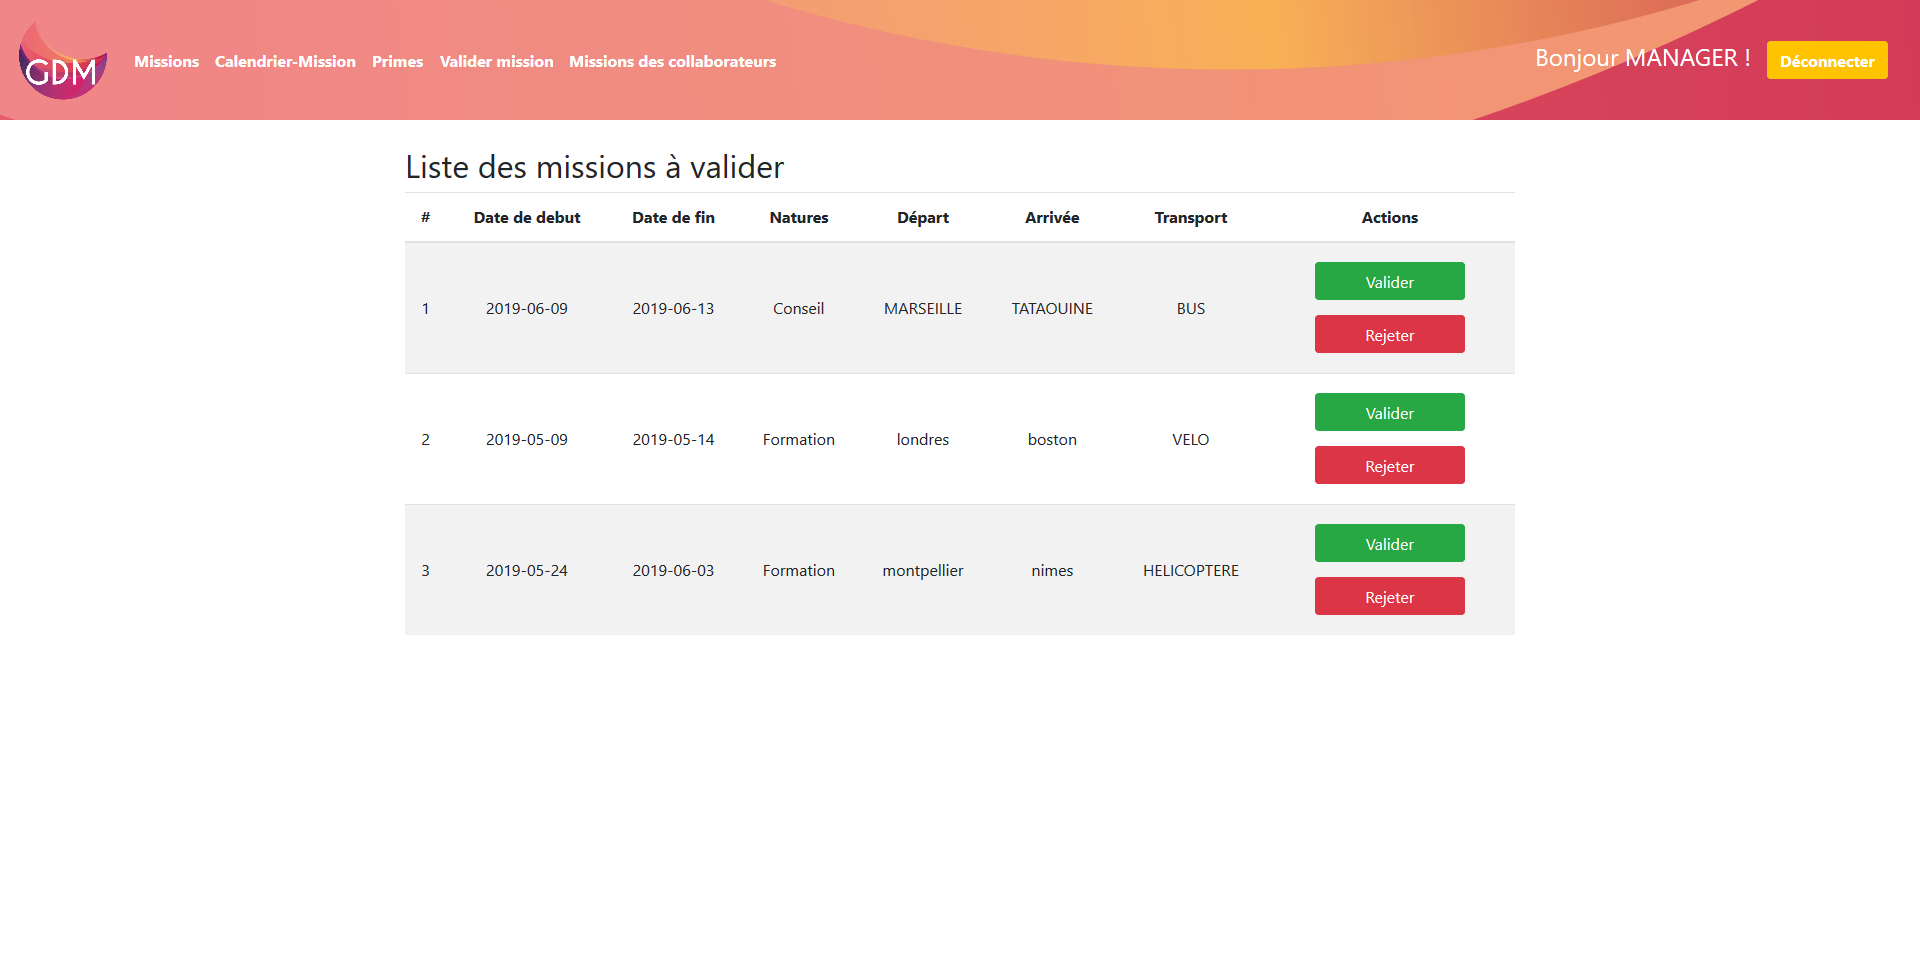 GDM
Missions Calendrier-Mission Primes Valider mission Missions des collaborateurs Bonjour MANAGER ! Déconnecter
Liste des missions à valider
# Date de debut Date de fin Natures Départ Arrivée Transport Actions
Valider
1 2019-06-09 2019-06-13 Conseil MARSEILLE TATAOUINE BUS
Rejeter
Valider
2 2019-05-09 2019-05-14 Formation londres boston VELO
Rejeter
Valider
3 2019-05-24 2019-06-03 Formation montpellier nimes HELICOPTERE
Rejeter